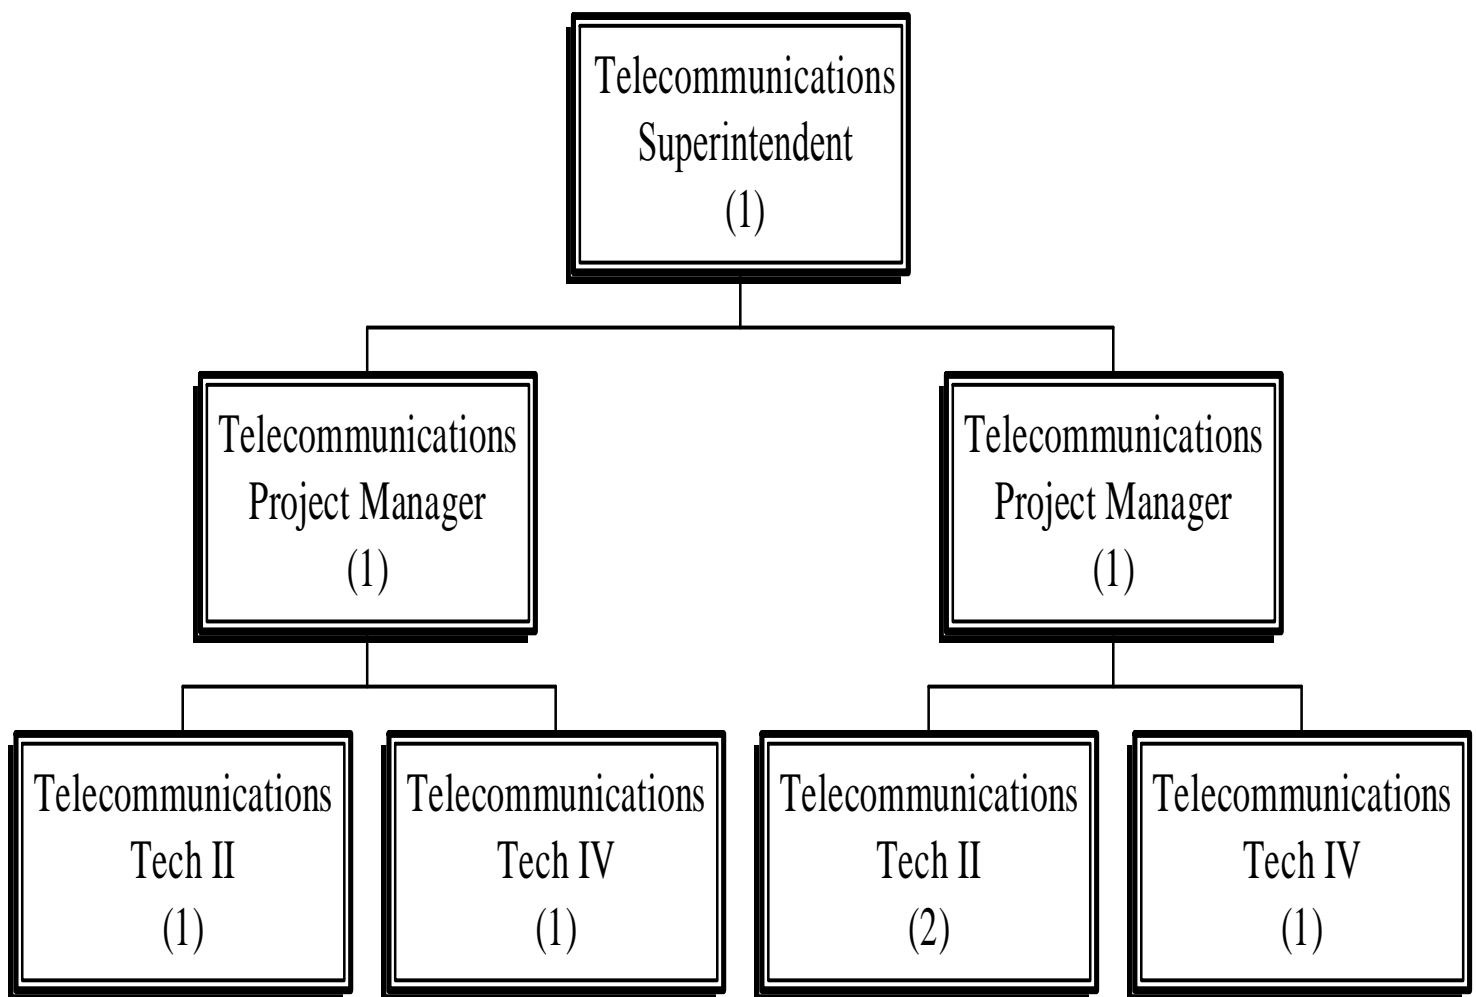 Telecommunications
Superintendent
(1)
Telecommunications
Project Manager
(1)
Telecommunications
Project Manager
(1)
Telecommunications
Tech II
(1)
Telecommunications
Tech IV
(1)
Telecommunications
Tech II
(2)
Telecommunications
Tech IV
(1)